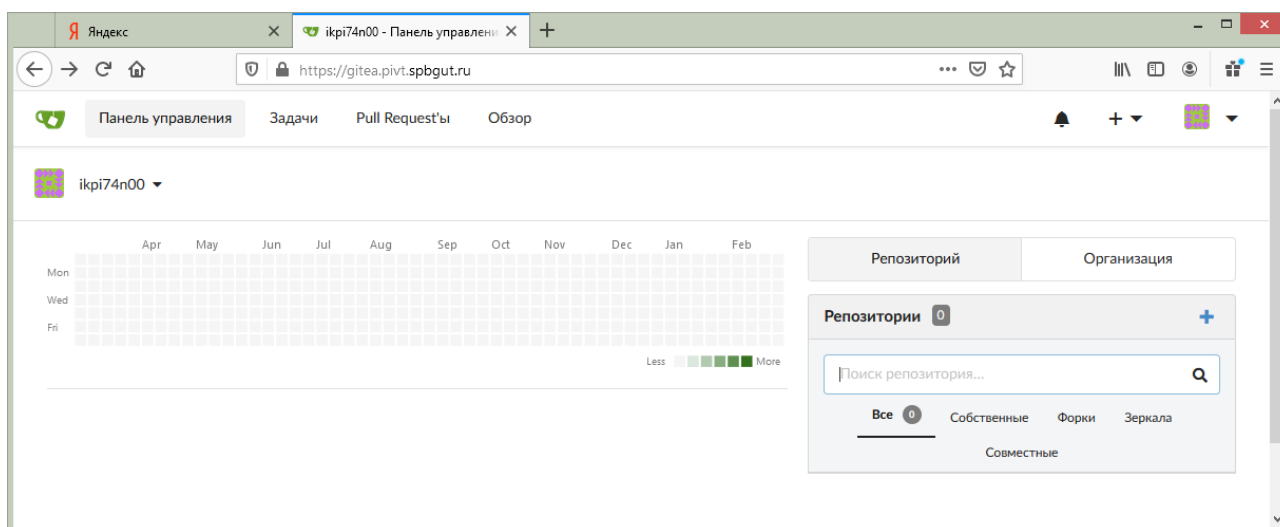 Яндекс
ikpi74n00 - Панель управлени
https://gitea.pivt.spbgut.ru
Панель управления Задачи Pull Request'ы Обзор
ikpi74n00
Apr May Jun Jul Aug Sep Oct Nov Dec Jan Feb
Mon
Wed
Fri
Less More
Репозиторий Организация
Репозитории 0
Поиск репозитория...
Все 0 Собственные Форки Зеркала
Совместные